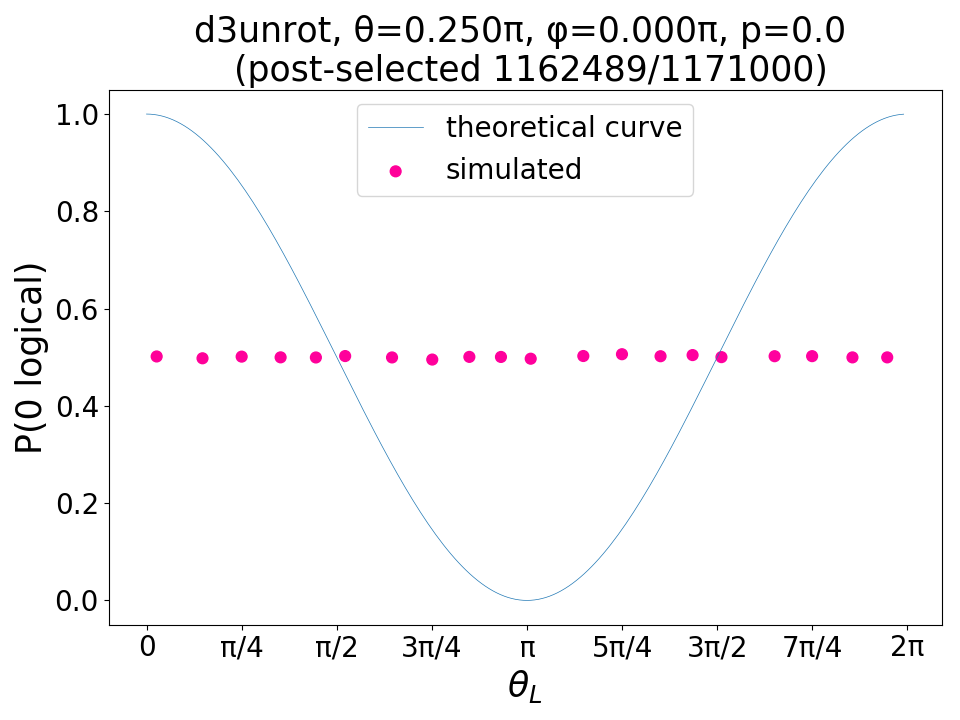 d3unrot, θ=0.250π, φ=0.000π, p=0.0
(post-selected 1162489/1171000)
theoretical curve
simulated
P(0 logical)
1.0
0.8
0.6
0.4
0.2
0.0
0 π/4 π/2 3π/4 π 5π/4 3π/2 7π/4 2π
θ_L